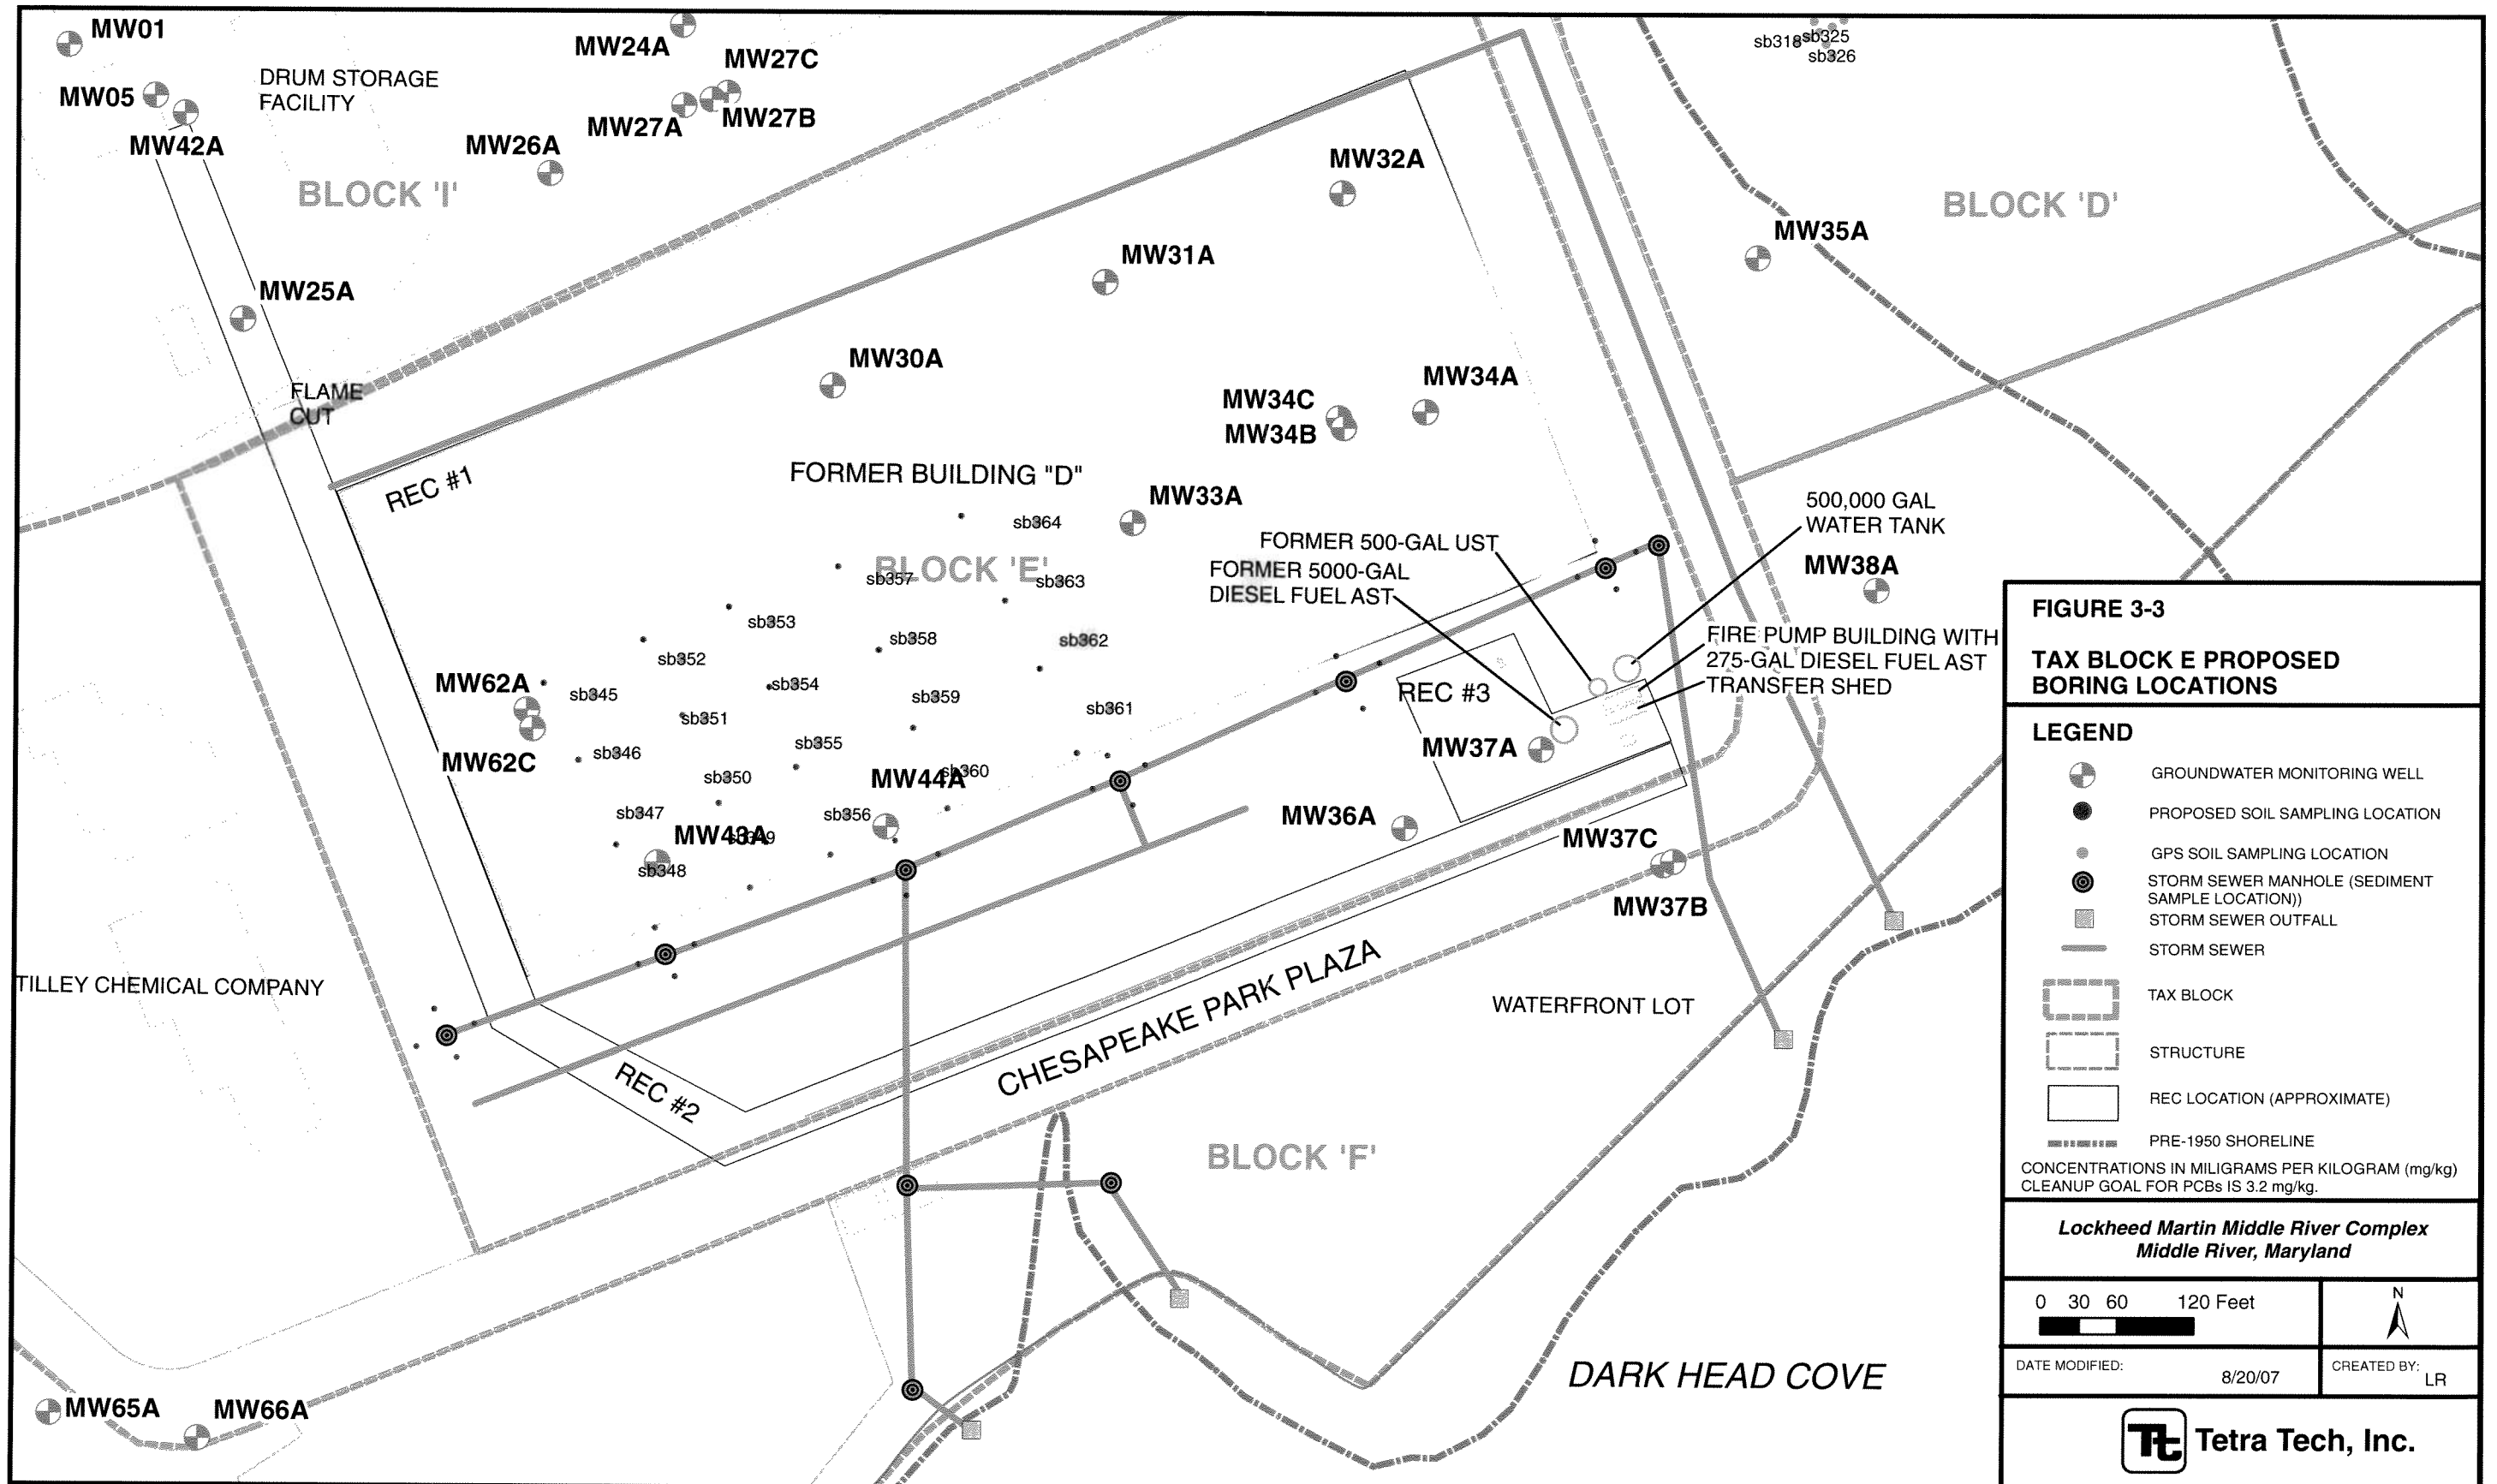 MW01
MW24A
MW27C
sb318
sb325
sb326
DRUM STORAGE
FACILITY
MW05
MW27A
MW27B
MW42A
MW26A
MW32A
BLOCK 'I'
BLOCK 'D'
MW35A
MW31A
MW25A
MW30A
FLAME
CUT
MW34A
MW34C
MW34B
REC #1
FORMER BUILDING "D"
MW33A
sb364
500,000 GAL
WATER TANK
FORMER 500-GAL UST
FORMER 5000-GAL
DIESEL FUEL AST
MW38A
BLOCK 'E'
sb357
sb363
sb353
sb358
sb362
FIRE PUMP BUILDING WITH
275-GAL DIESEL FUEL AST
TRANSFER SHED
sb352
MW62A
sb345
sb354
sb359
REC #3
sb361
sb351
MW62C
sb346
sb355
MW37A
sb350
MW44A
sb360
sb347
sb356
MW36A
MW43A
sb349
MW37C
sb348
MW37B
TILLEY CHEMICAL COMPANY
CHESAPEAKE PARK PLAZA
WATERFRONT LOT
REC #2
BLOCK 'F'
DARK HEAD COVE
MW65A
MW66A
FIGURE 3-3
TAX BLOCK E PROPOSED
BORING LOCATIONS
LEGEND
GROUNDWATER MONITORING WELL
PROPOSED SOIL SAMPLING LOCATION
GPS SOIL SAMPLING LOCATION
STORM SEWER MANHOLE (SEDIMENT
SAMPLE LOCATION))
STORM SEWER OUTFALL
STORM SEWER
TAX BLOCK
STRUCTURE
REC LOCATION (APPROXIMATE)
PRE-1950 SHORELINE
CONCENTRATIONS IN MILIGRAMS PER KILOGRAM (mg/kg)
CLEANUP GOAL FOR PCBs IS 3.2 mg/kg.
Lockheed Martin Middle River Complex
Middle River, Maryland
0 30 60 120 Feet
N
DATE MODIFIED:
8/20/07
CREATED BY:
LR
Tt Tetra Tech, Inc.